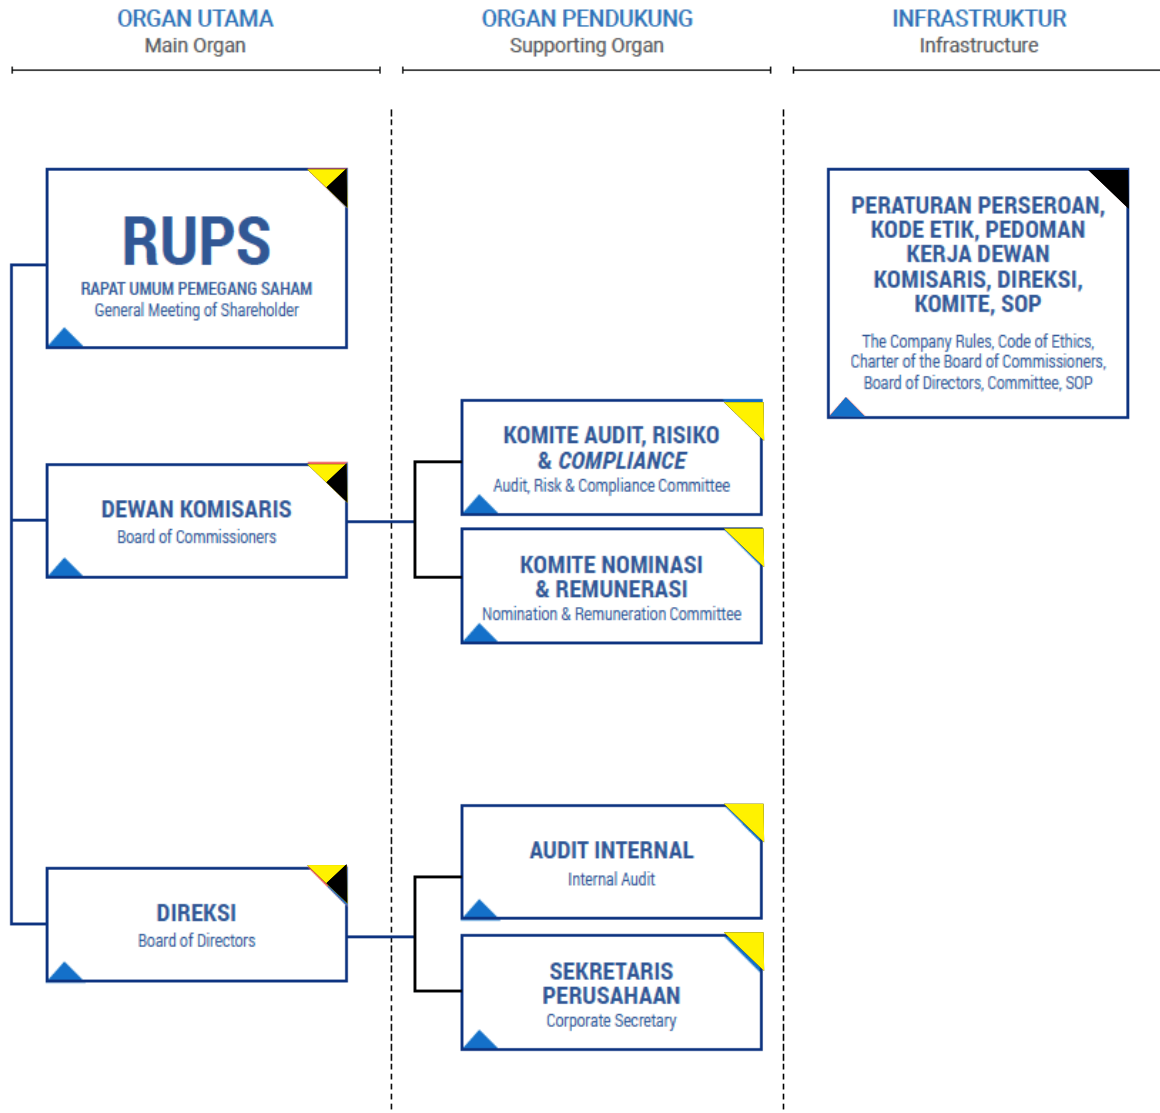 ORGAN UTAMA
Main Organ
ORGAN PENDUKUNG
Supporting Organ
INFRASTRUKTUR
Infrastructure
RUPS
RAPAT UMUM PEMEGANG SAHAM
General Meeting of Shareholder
PERATURAN PERSEROAN,
KODE ETIK, PEDOMAN
KERJA DEWAN
KOMISARIS, DIREKSI,
KOMITE, SOP
The Company Rules, Code of Ethics,
Charter of the Board of Commissioners,
Board of Directors, Committee, SOP
DEWAN KOMISARIS
Board of Commissioners
KOMITE AUDIT, RISIKO
& COMPLIANCE
Audit, Risk & Compliance Committee
KOMITE NOMINASI
& REMUNERASI
Nomination & Remuneration Committee
DIREKSI
Board of Directors
AUDIT INTERNAL
Internal Audit
SEKRETARIS
PERUSAHAAN
Corporate Secretary